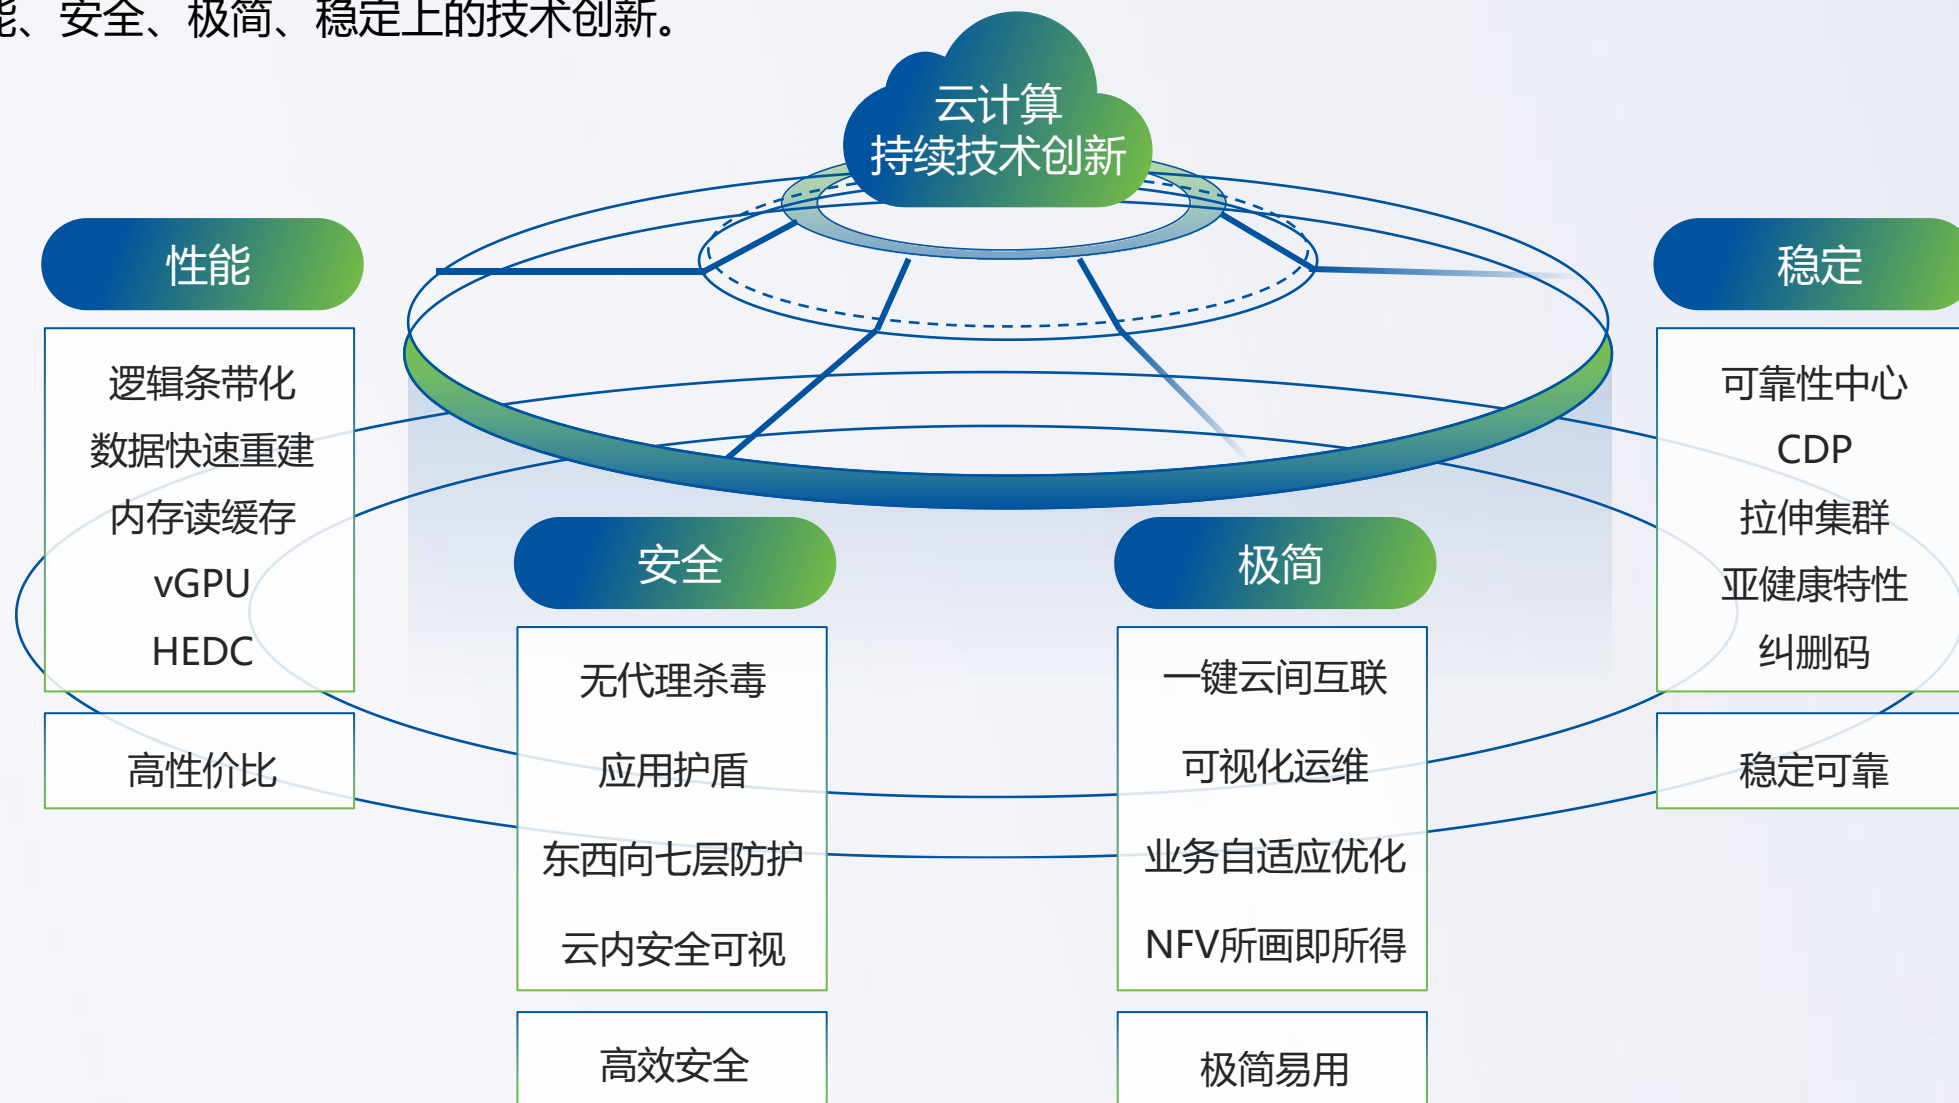 能、安全、极简、稳定上的技术创新。
云计算
持续技术创新
性能
逻辑条带化
数据快速重建
内存读缓存
vGPU
HEDC
高性价比
安全
无代理杀毒
应用护盾
东西向七层防护
云内安全可视
高效安全
极简
一键云间互联
可视化运维
业务自适应优化
NFV所画即所得
极简易用
稳定
可靠性中心
CDP
拉伸集群
亚健康特性
纠删码
稳定可靠